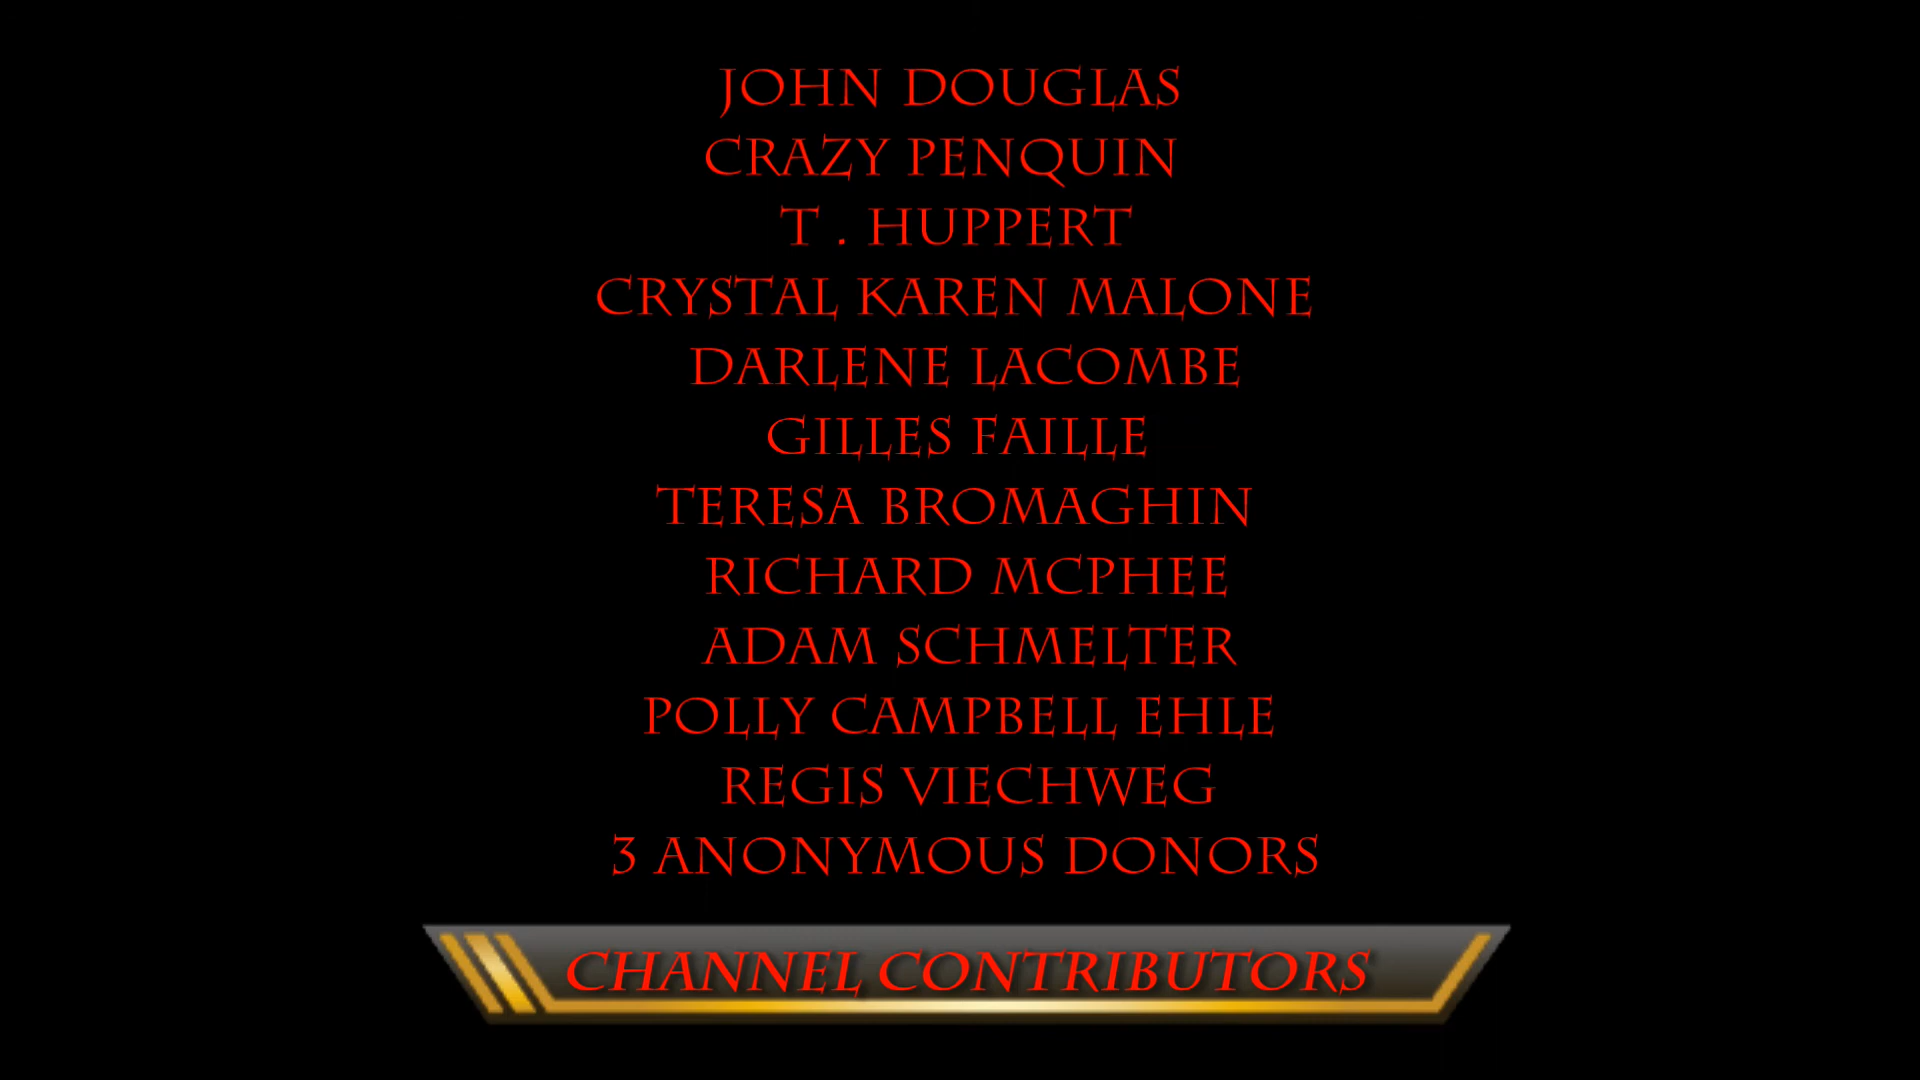 JOHN DOUGLAS
CRAZY PENQUIN
T . HUPPERT
CRYSTAL KAREN MALONE
DARLENE LACOMBE
GILLES FAILLE
TERESA BROMAGHIN
RICHARD MCPHEE
ADAM SCHMELTER
POLLY CAMPBELL EHLE
REGIS VIECHWEG
3 ANONYMOUS DONORS
CHANNEL CONTRIBUTORS